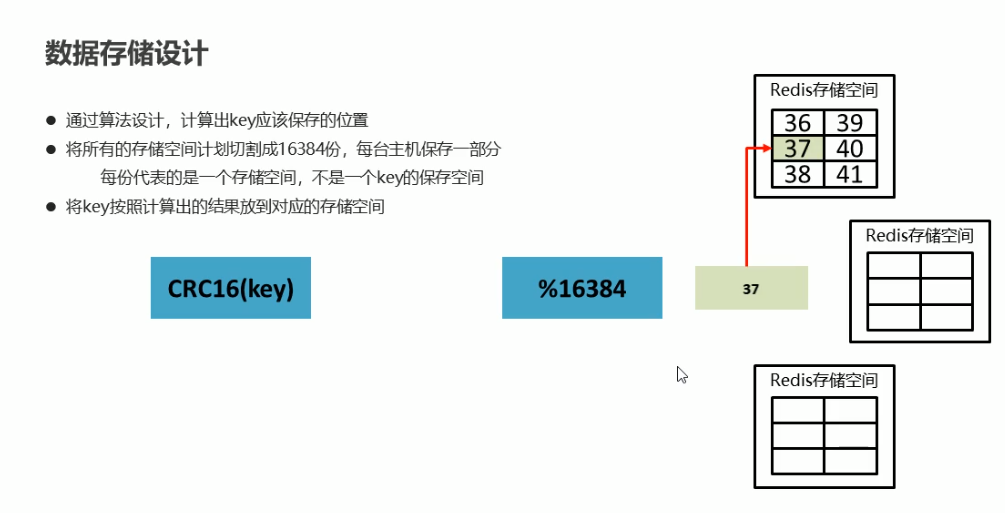 数据存储设计
通过算法设计，计算出key应该保存的位置
将所有的存储空间计划切割成16384份，每台主机保存一部分
每份代表的是一个存储空间，不是一个key的保存空间
将key按照计算出的结果放到对应的存储空间
CRC16(key)
%16384
37
Redis存储空间
36 39
37 40
38 41
Redis存储空间
Redis存储空间